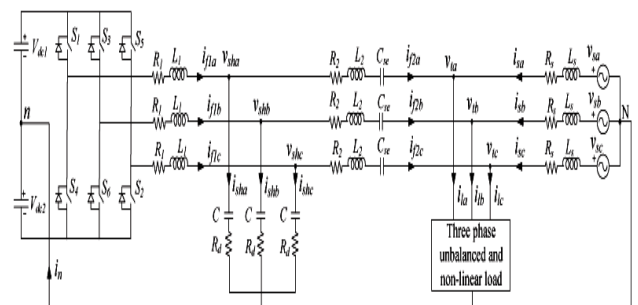 S1 S3 S5
Vdc1
R1 L1 if1a vsha R2 L2 Cse if2a vta isa Rs Ls vsa
n
R1 L1 if1b vshb R2 L2 Cse if2b vtb isb Rs Ls vsb N
R1 L1 if1c vshc R2 L2 Cse if2c vtc isc Rs Ls vsc
Vdc2
S4 S6 S2
isha ishb ishc
ila ilb ilc
C C C
Rd Rd Rd
in
Three phase
unbalanced and
non-linear load